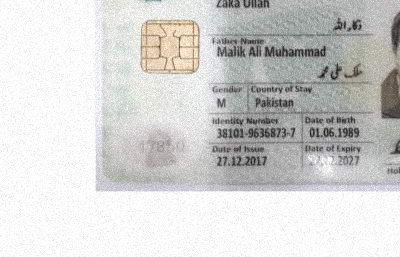 Zaka Ullah
ذکاء اللہ
Father Name
Malik Ali Muhammad
ملک علی محمد
Gender Country of Stay
M Pakistan
Identity Number Date of Birth
38101-9636873-7 01.06.1989
Date of Issue Date of Expiry
27.12.2017 27.12.2027